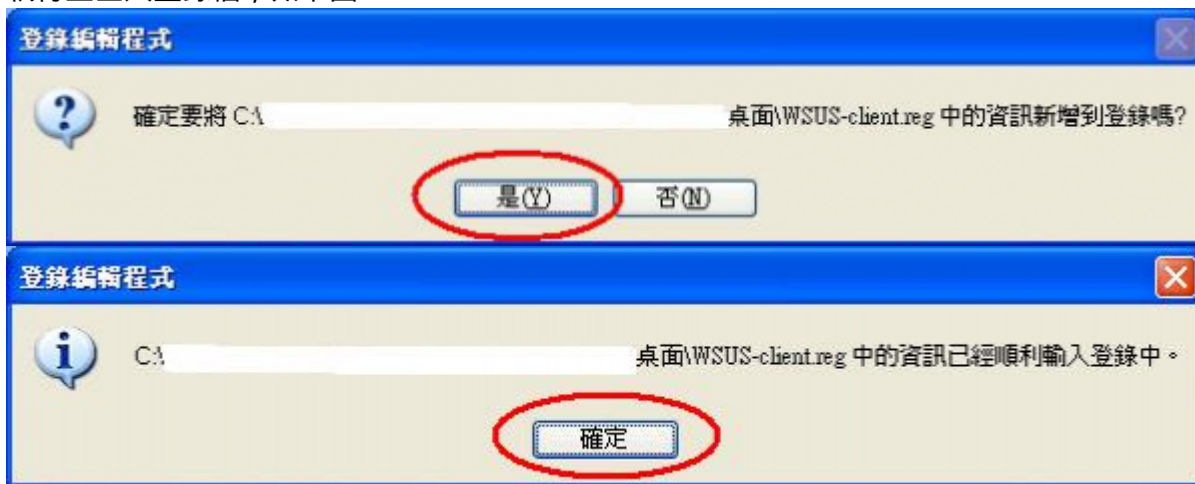 登錄編輯程式
確定要將 C:\ 桌面\WSUS-client.reg 中的資訊新增到登錄嗎?
是(Y) 否(N)
登錄編輯程式
C:\ 桌面\WSUS-client.reg 中的資訊已經順利輸入登錄中。
確定